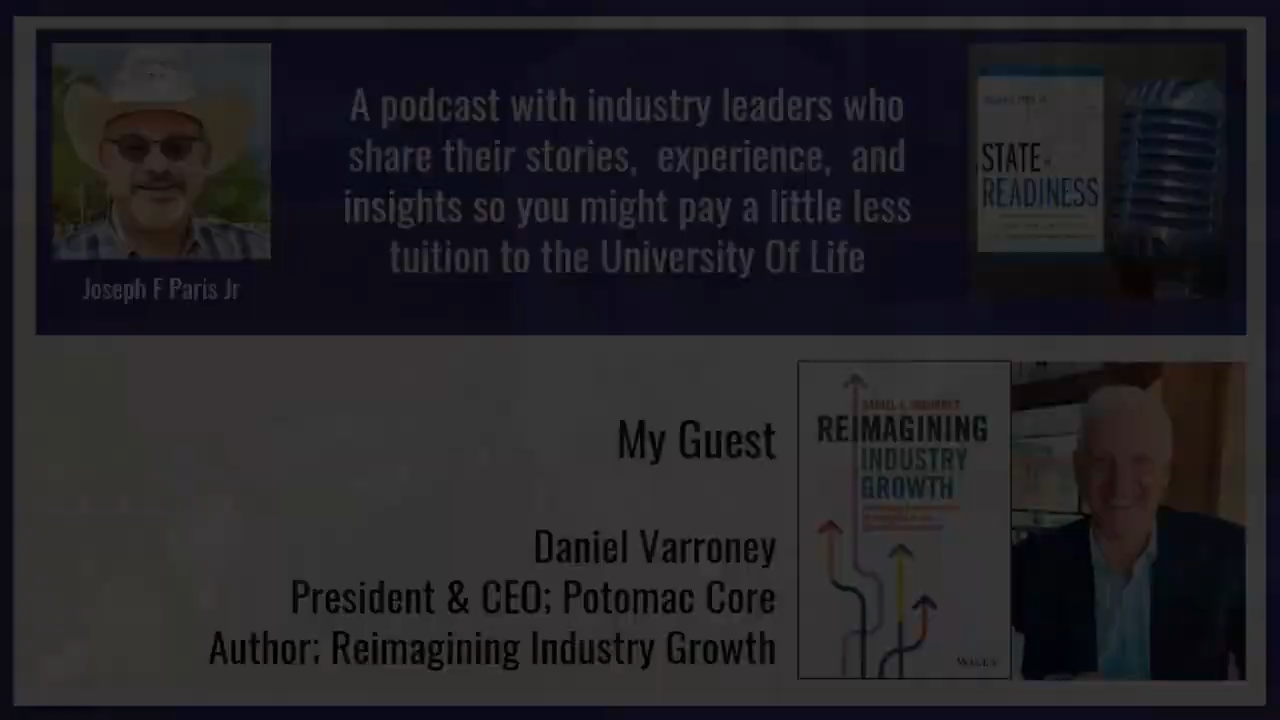 A podcast with industry leaders who
share their stories, experience, and
insights so you might pay a little less
tuition to the University Of Life
Joseph F Paris Jr
STATE of
READINESS
My Guest
Daniel Varroney
President & CEO; Potomac Core
Author; Reimagining Industry Growth
REIMAGINING
INDUSTRY
GROWTH
WILEY